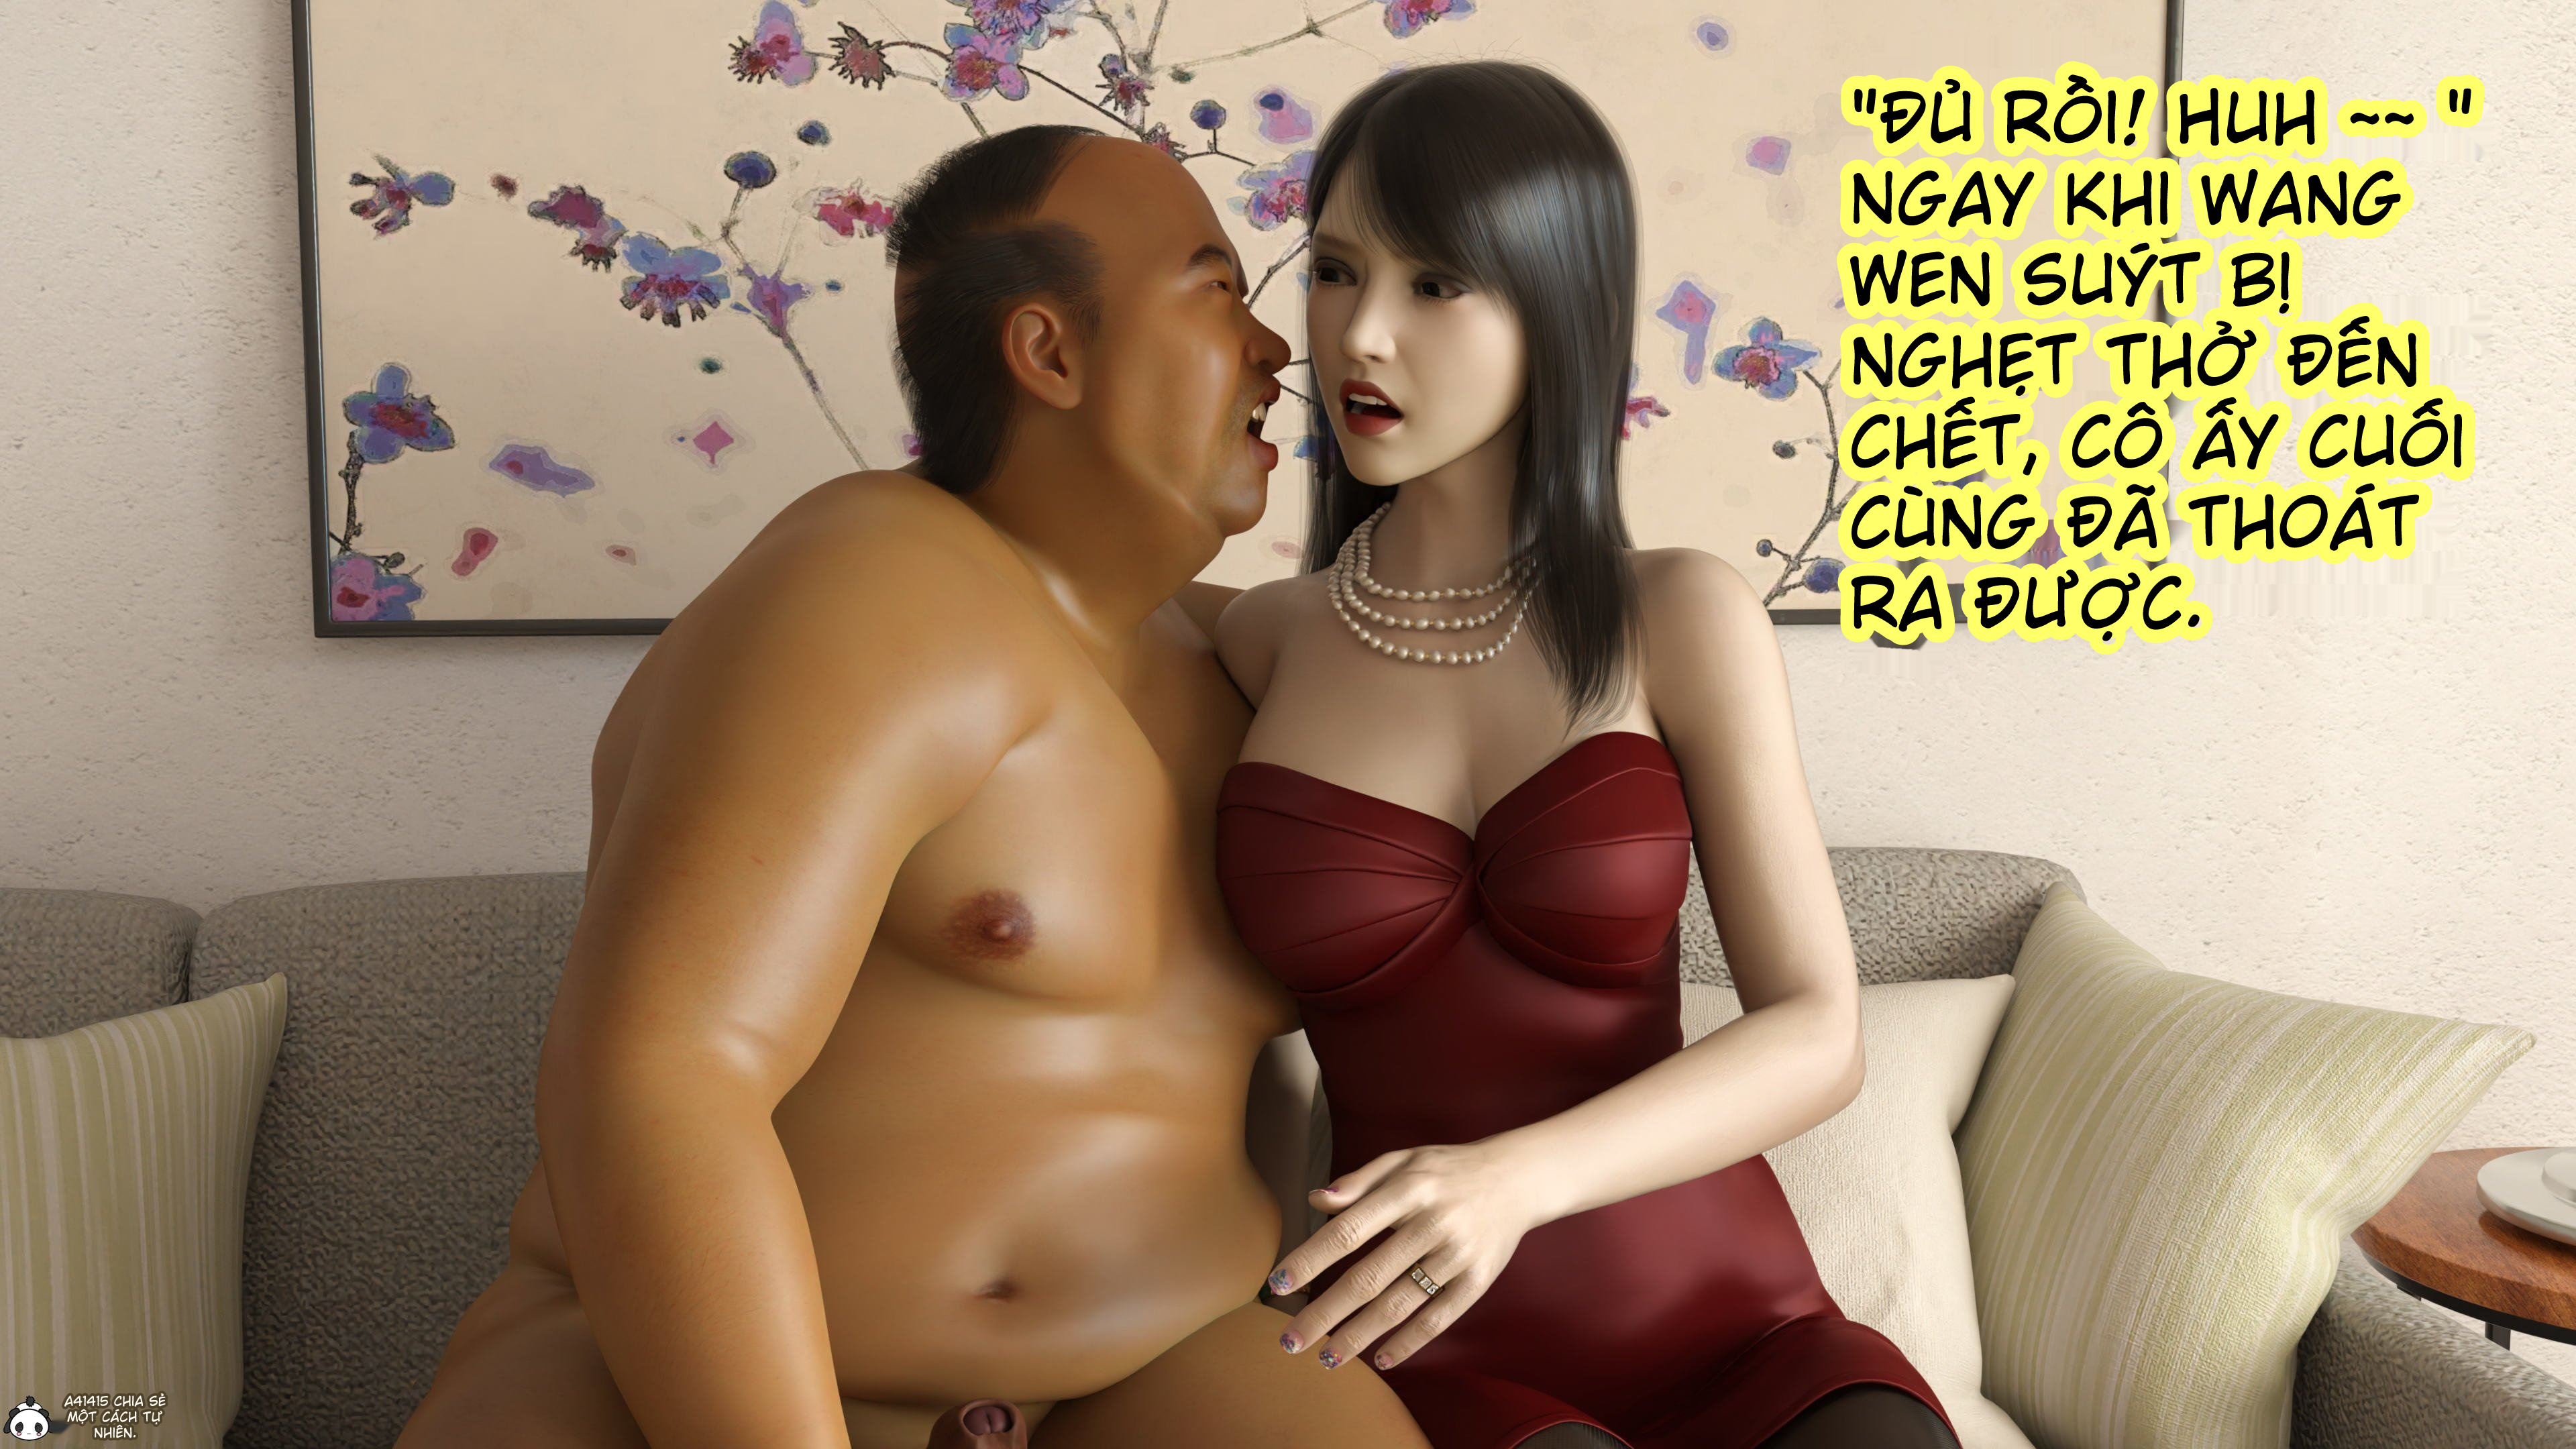 "ĐỦ RỒI! HUH ~~ "
NGAY KHI WANG
WEN SUÝT BỊ
NGHẸT THỞ ĐẾN
CHẾT, CÔ ẤY CUỐI
CÙNG ĐÃ THOÁT
RA ĐƯỢC.
A41415 CHIA SẺ
MỘT CÁCH TỰ
NHIÊN.